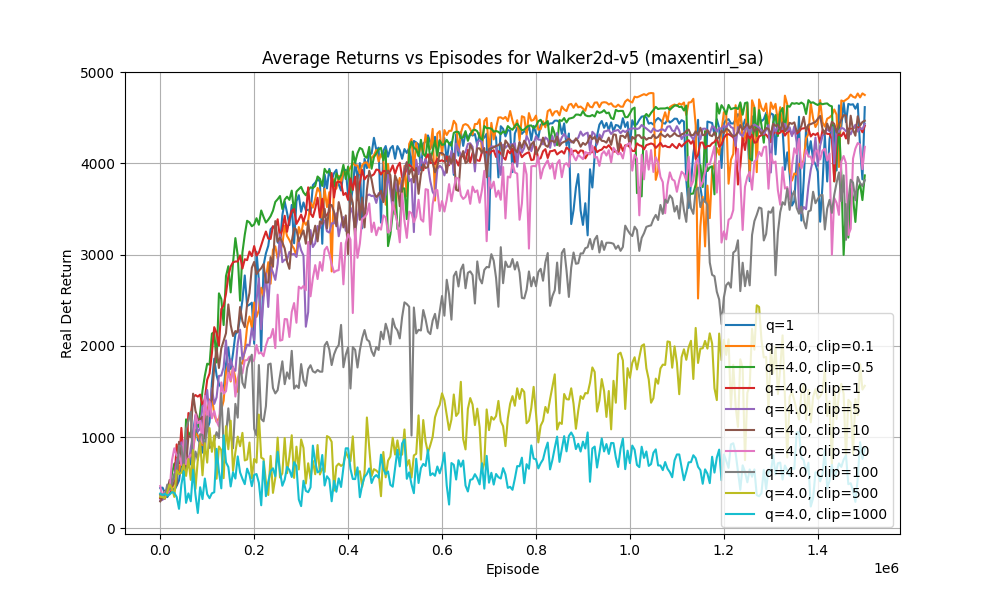 Average Returns vs Episodes for Walker2d-v5 (maxentirl_sa)
Real Det Return
5000
4000
3000
2000
1000
0
0.0 0.2 0.4 0.6 0.8 1.0 1.2 1.4
1e6
Episode
q=1
q=4.0, clip=0.1
q=4.0, clip=0.5
q=4.0, clip=1
q=4.0, clip=5
q=4.0, clip=10
q=4.0, clip=50
q=4.0, clip=100
q=4.0, clip=500
q=4.0, clip=1000